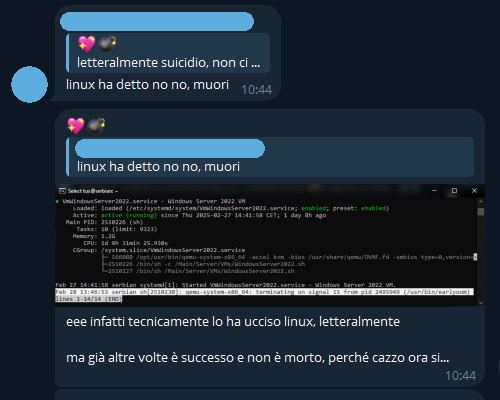 letteralmente suicidio, non ci ...
linux ha detto no no, muori
10:44
linux ha detto no no, muori
Select tue@serbian: ~
VmWindowsServer2022.service - Windows Server 2022 VM
Loaded: loaded (/etc/systemd/system/VmWindowsServer2022.service; enabled; preset: enabled)
Active: active (running) since Thu 2025-02-27 14:41:58 CET; 1 day 8h ago
Main PID: 2510226 (sh)
Tasks: 10 (limit: 9323)
Memory: 1.2G
CPU: 1d 9h 31min 25.930s
CGroup: /system.slice/VmWindowsServer2022.service
/opt/usr/bin/qemu-system-x86_64 -accel kvm -bios /usr/share/qemu/OVMF.fd -smbios type=0,version=
2510226 /bin/sh -c /Main/Server/VMs/WindowsServer2022.sh
2510227 /bin/sh /Main/Server/VMs/WindowsServer2022.sh
Feb 27 14:41:58 serbian systemd[1]: Started VmWindowsServer2022.service - Windows Server 2022 VM.
Feb 28 13:46:53 serbian sh[2510230]: qemu-system-x86_64: terminating on signal 15 from pid 2495949 (/usr/bin/earlyoom)
lines 1-14/14 (END)
eee infatti tecnicamente lo ha ucciso linux, letteralmente
ma già altre volte è successo e non è morto, perché cazzo ora si...
10:44